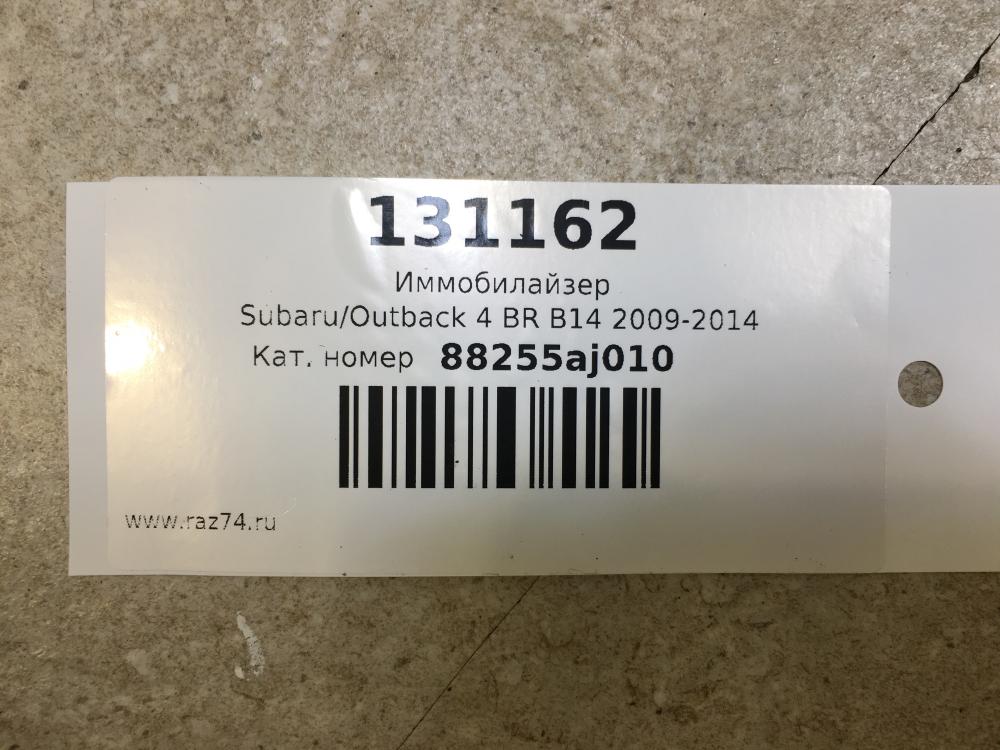 131162
Иммобилайзер
Subaru/Outback 4 BR B14 2009-2014
Кат. номер 88255aj010
www.raz74.ru